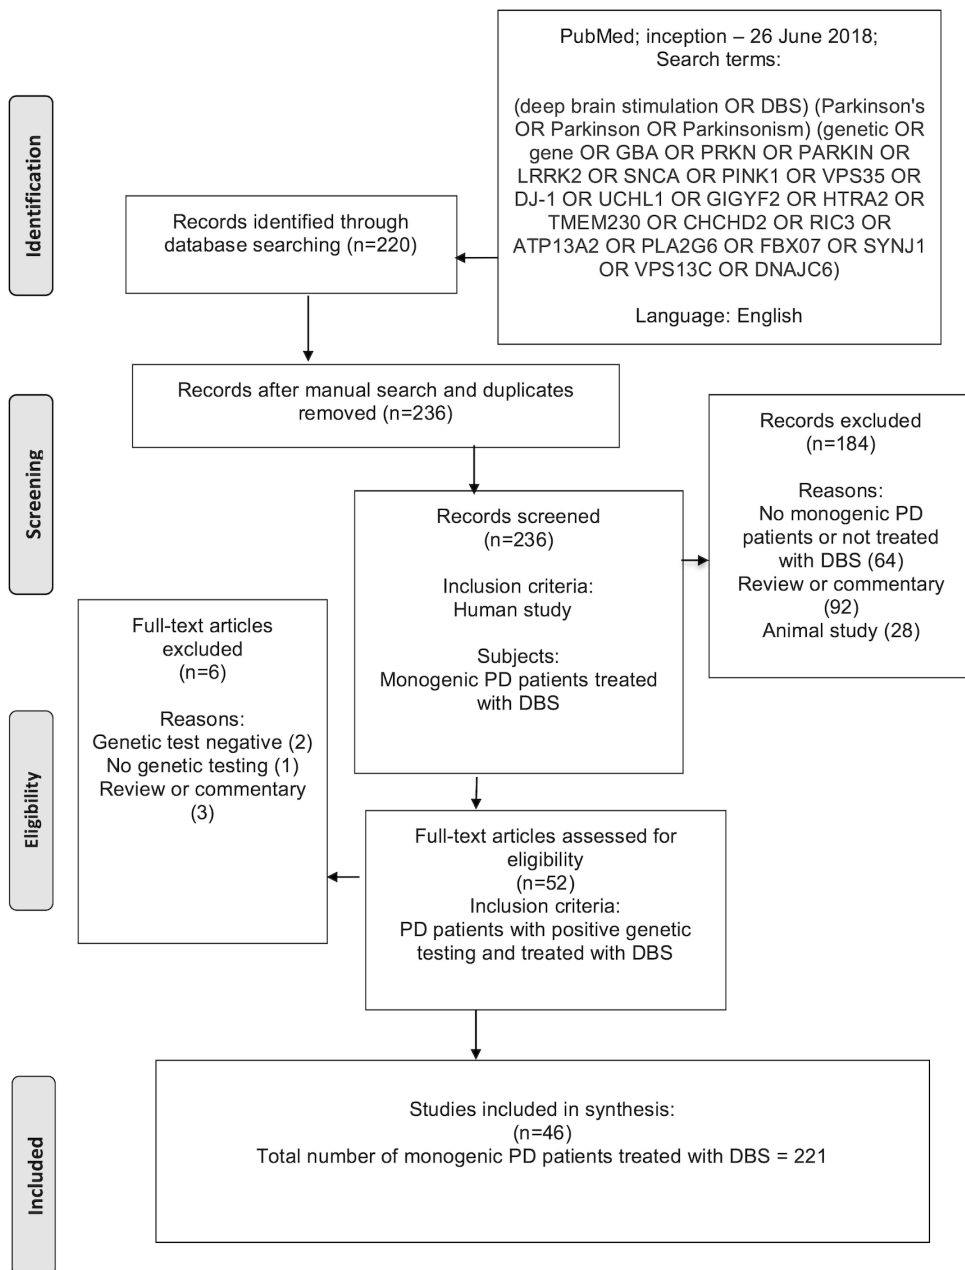 PubMed; inception – 26 June 2018;
Search terms:
(deep brain stimulation OR DBS) (Parkinson's
OR Parkinson OR Parkinsonism) (genetic OR
gene OR GBA OR PRKN OR PARKIN OR
LRRK2 OR SNCA OR PINK1 OR VPS35 OR
DJ-1 OR UCHL1 OR GIGYF2 OR HTRA2 OR
TMEM230 OR CHCHD2 OR RIC3 OR
ATP13A2 OR PLA2G6 OR FBX07 OR SYNJ1
OR VPS13C OR DNAJC6)
Language: English
Identification
Records identified through
database searching (n=220)
Records after manual search and duplicates
removed (n=236)
Screening
Records screened
(n=236)
Inclusion criteria:
Human study
Subjects:
Monogenic PD patients treated
with DBS
Records excluded
(n=184)
Reasons:
No monogenic PD
patients or not treated
with DBS (64)
Review or commentary
(92)
Animal study (28)
Full-text articles
excluded
(n=6)
Reasons:
Genetic test negative (2)
No genetic testing (1)
Review or commentary
(3)
Eligibility
Full-text articles assessed for
eligibility
(n=52)
Inclusion criteria:
PD patients with positive genetic
testing and treated with DBS
Included
Studies included in synthesis:
(n=46)
Total number of monogenic PD patients treated with DBS = 221